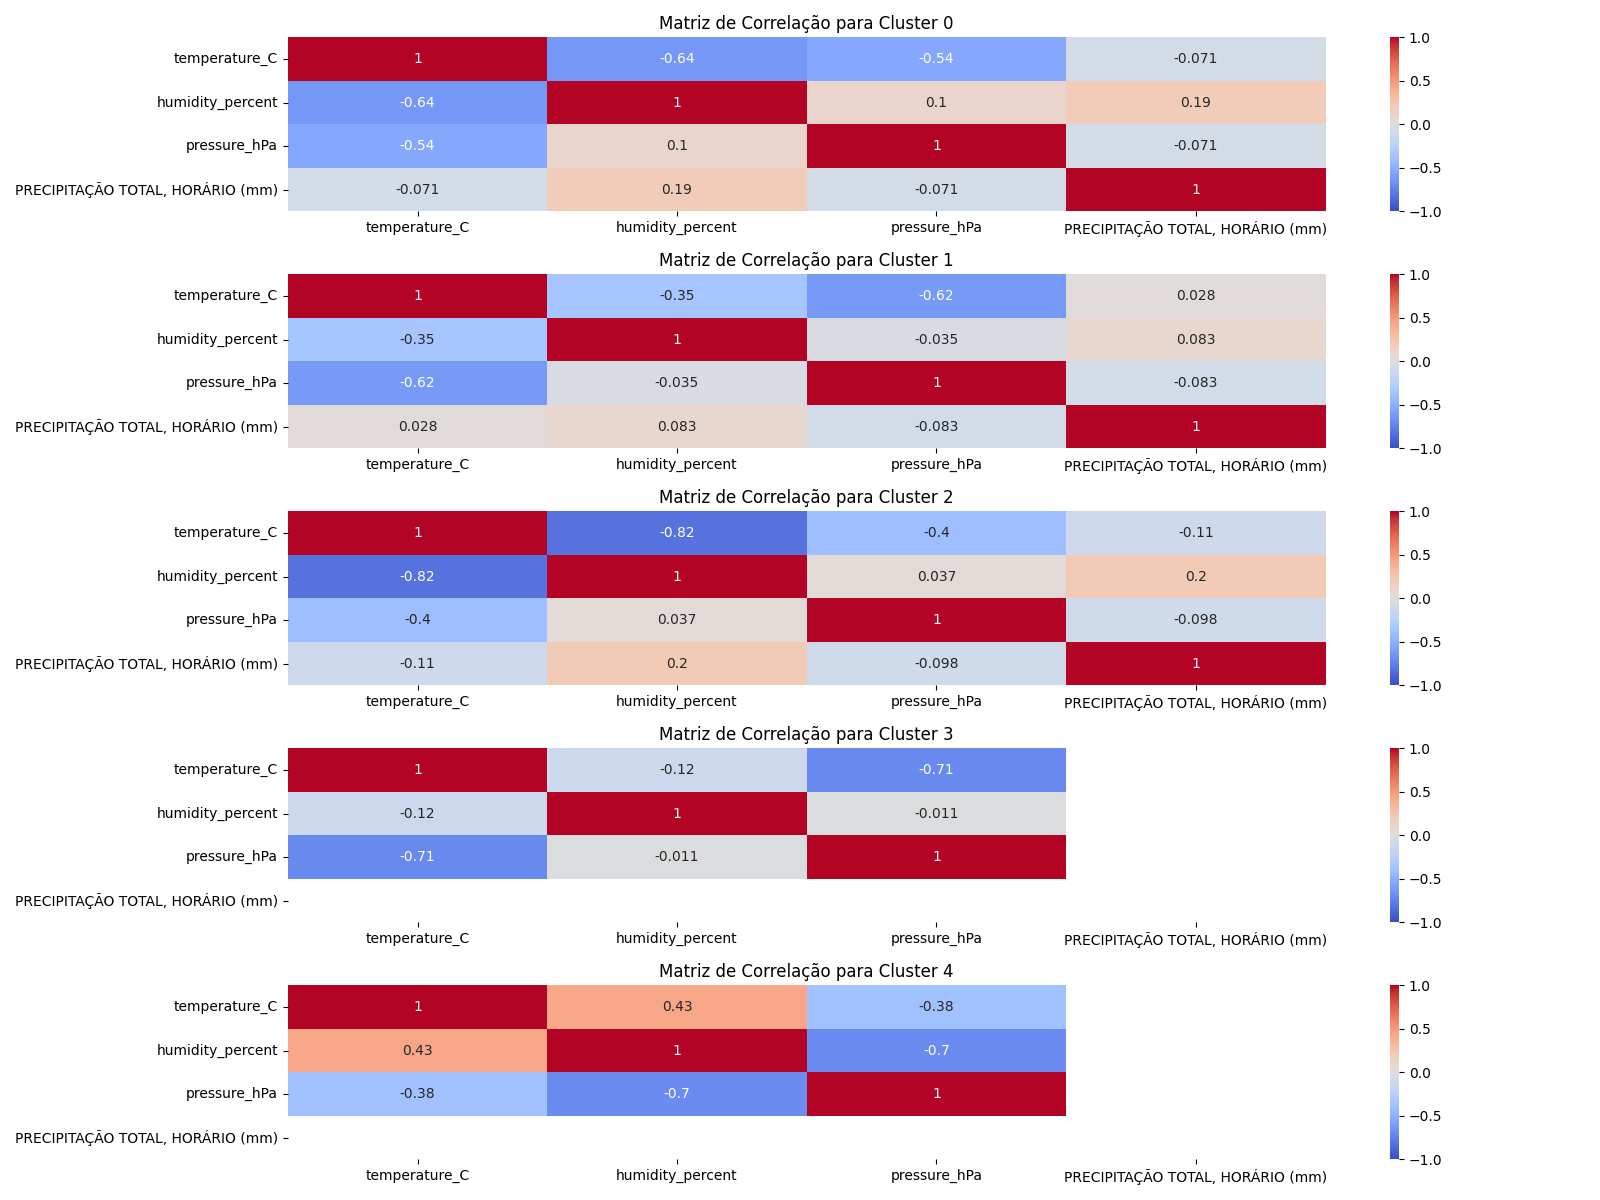 Matriz de Correlação para Cluster 0
temperature_C 1 -0.64 -0.54 -0.071 1.0
humidity_percent -0.64 1 0.1 0.19 0.5
pressure_hPa -0.54 0.1 1 -0.071 0.0
PRECIPITAÇÃO TOTAL, HORÁRIO (mm) -0.071 0.19 -0.071 1 −0.5
−1.0
temperature_C humidity_percent pressure_hPa PRECIPITAÇÃO TOTAL, HORÁRIO (mm)
Matriz de Correlação para Cluster 1
temperature_C 1 -0.35 -0.62 0.028 1.0
humidity_percent -0.35 1 -0.035 0.083 0.5
pressure_hPa -0.62 -0.035 1 -0.083 0.0
PRECIPITAÇÃO TOTAL, HORÁRIO (mm) 0.028 0.083 -0.083 1 −0.5
−1.0
temperature_C humidity_percent pressure_hPa PRECIPITAÇÃO TOTAL, HORÁRIO (mm)
Matriz de Correlação para Cluster 2
temperature_C 1 -0.82 -0.4 -0.11 1.0
humidity_percent -0.82 1 0.037 0.2 0.5
pressure_hPa -0.4 0.037 1 -0.098 0.0
PRECIPITAÇÃO TOTAL, HORÁRIO (mm) -0.11 0.2 -0.098 1 −0.5
−1.0
temperature_C humidity_percent pressure_hPa PRECIPITAÇÃO TOTAL, HORÁRIO (mm)
Matriz de Correlação para Cluster 3
temperature_C 1 -0.12 -0.71 1.0
humidity_percent -0.12 1 -0.011 0.5
pressure_hPa -0.71 -0.011 1 0.0
PRECIPITAÇÃO TOTAL, HORÁRIO (mm) −0.5
−1.0
temperature_C humidity_percent pressure_hPa PRECIPITAÇÃO TOTAL, HORÁRIO (mm)
Matriz de Correlação para Cluster 4
temperature_C 1 0.43 -0.38 1.0
humidity_percent 0.43 1 -0.7 0.5
pressure_hPa -0.38 -0.7 1 0.0
PRECIPITAÇÃO TOTAL, HORÁRIO (mm) −0.5
−1.0
temperature_C humidity_percent pressure_hPa PRECIPITAÇÃO TOTAL, HORÁRIO (mm)